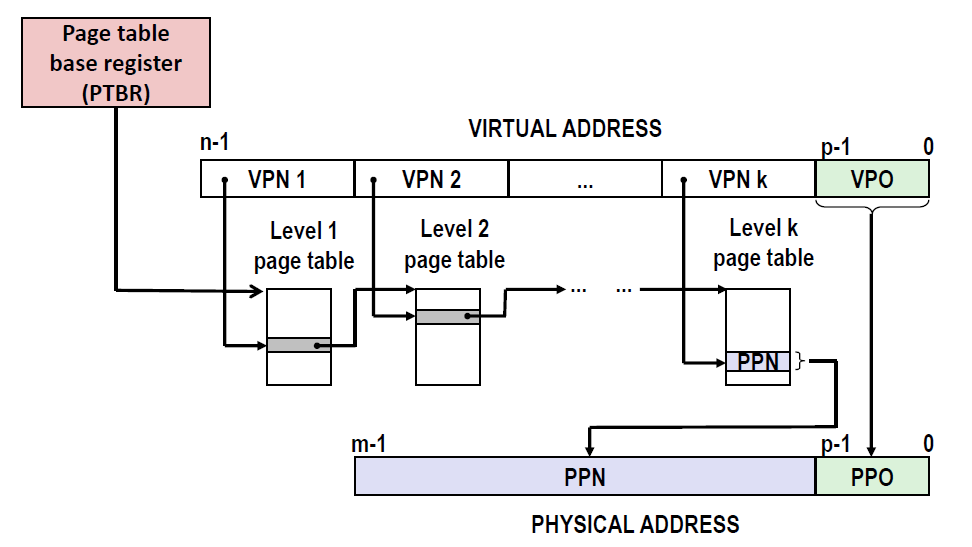 Page table
base register
(PTBR)
VIRTUAL ADDRESS
n-1
p-1
0
VPN 1
VPN 2
...
VPN k
VPO
Level 1
page table
Level 2
page table
Level k
page table
...
...
PPN
m-1
p-1
0
PPN
PPO
PHYSICAL ADDRESS